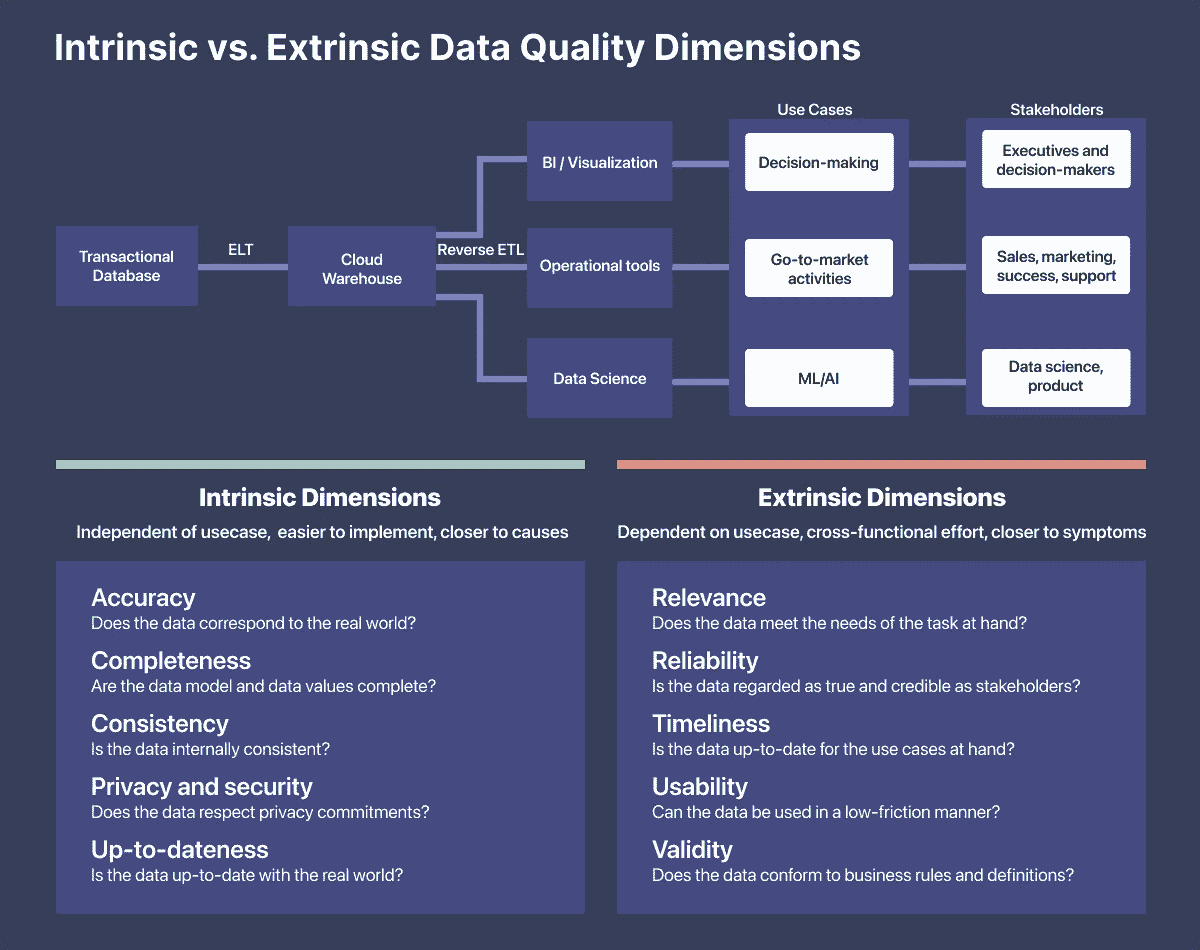 Intrinsic vs. Extrinsic Data Quality Dimensions
Use Cases
Stakeholders
Transactional
Database
ELT
Cloud
Warehouse
Reverse ETL
BI / Visualization
Decision-making
Executives and
decision-makers
Operational tools
Go-to-market
activities
Sales, marketing,
success, support
Data Science
ML/AI
Data science,
product
Intrinsic Dimensions
Independent of usecase, easier to implement, closer to causes
Accuracy
Does the data correspond to the real world?
Completeness
Are the data model and data values complete?
Consistency
Is the data internally consistent?
Privacy and security
Does the data respect privacy commitments?
Up-to-dateness
Is the data up-to-date with the real world?
Extrinsic Dimensions
Dependent on usecase, cross-functional effort, closer to symptoms
Relevance
Does the data meet the needs of the task at hand?
Reliability
Is the data regarded as true and credible as stakeholders?
Timeliness
Is the data up-to-date for the use cases at hand?
Usability
Can the data be used in a low-friction manner?
Validity
Does the data conform to business rules and definitions?